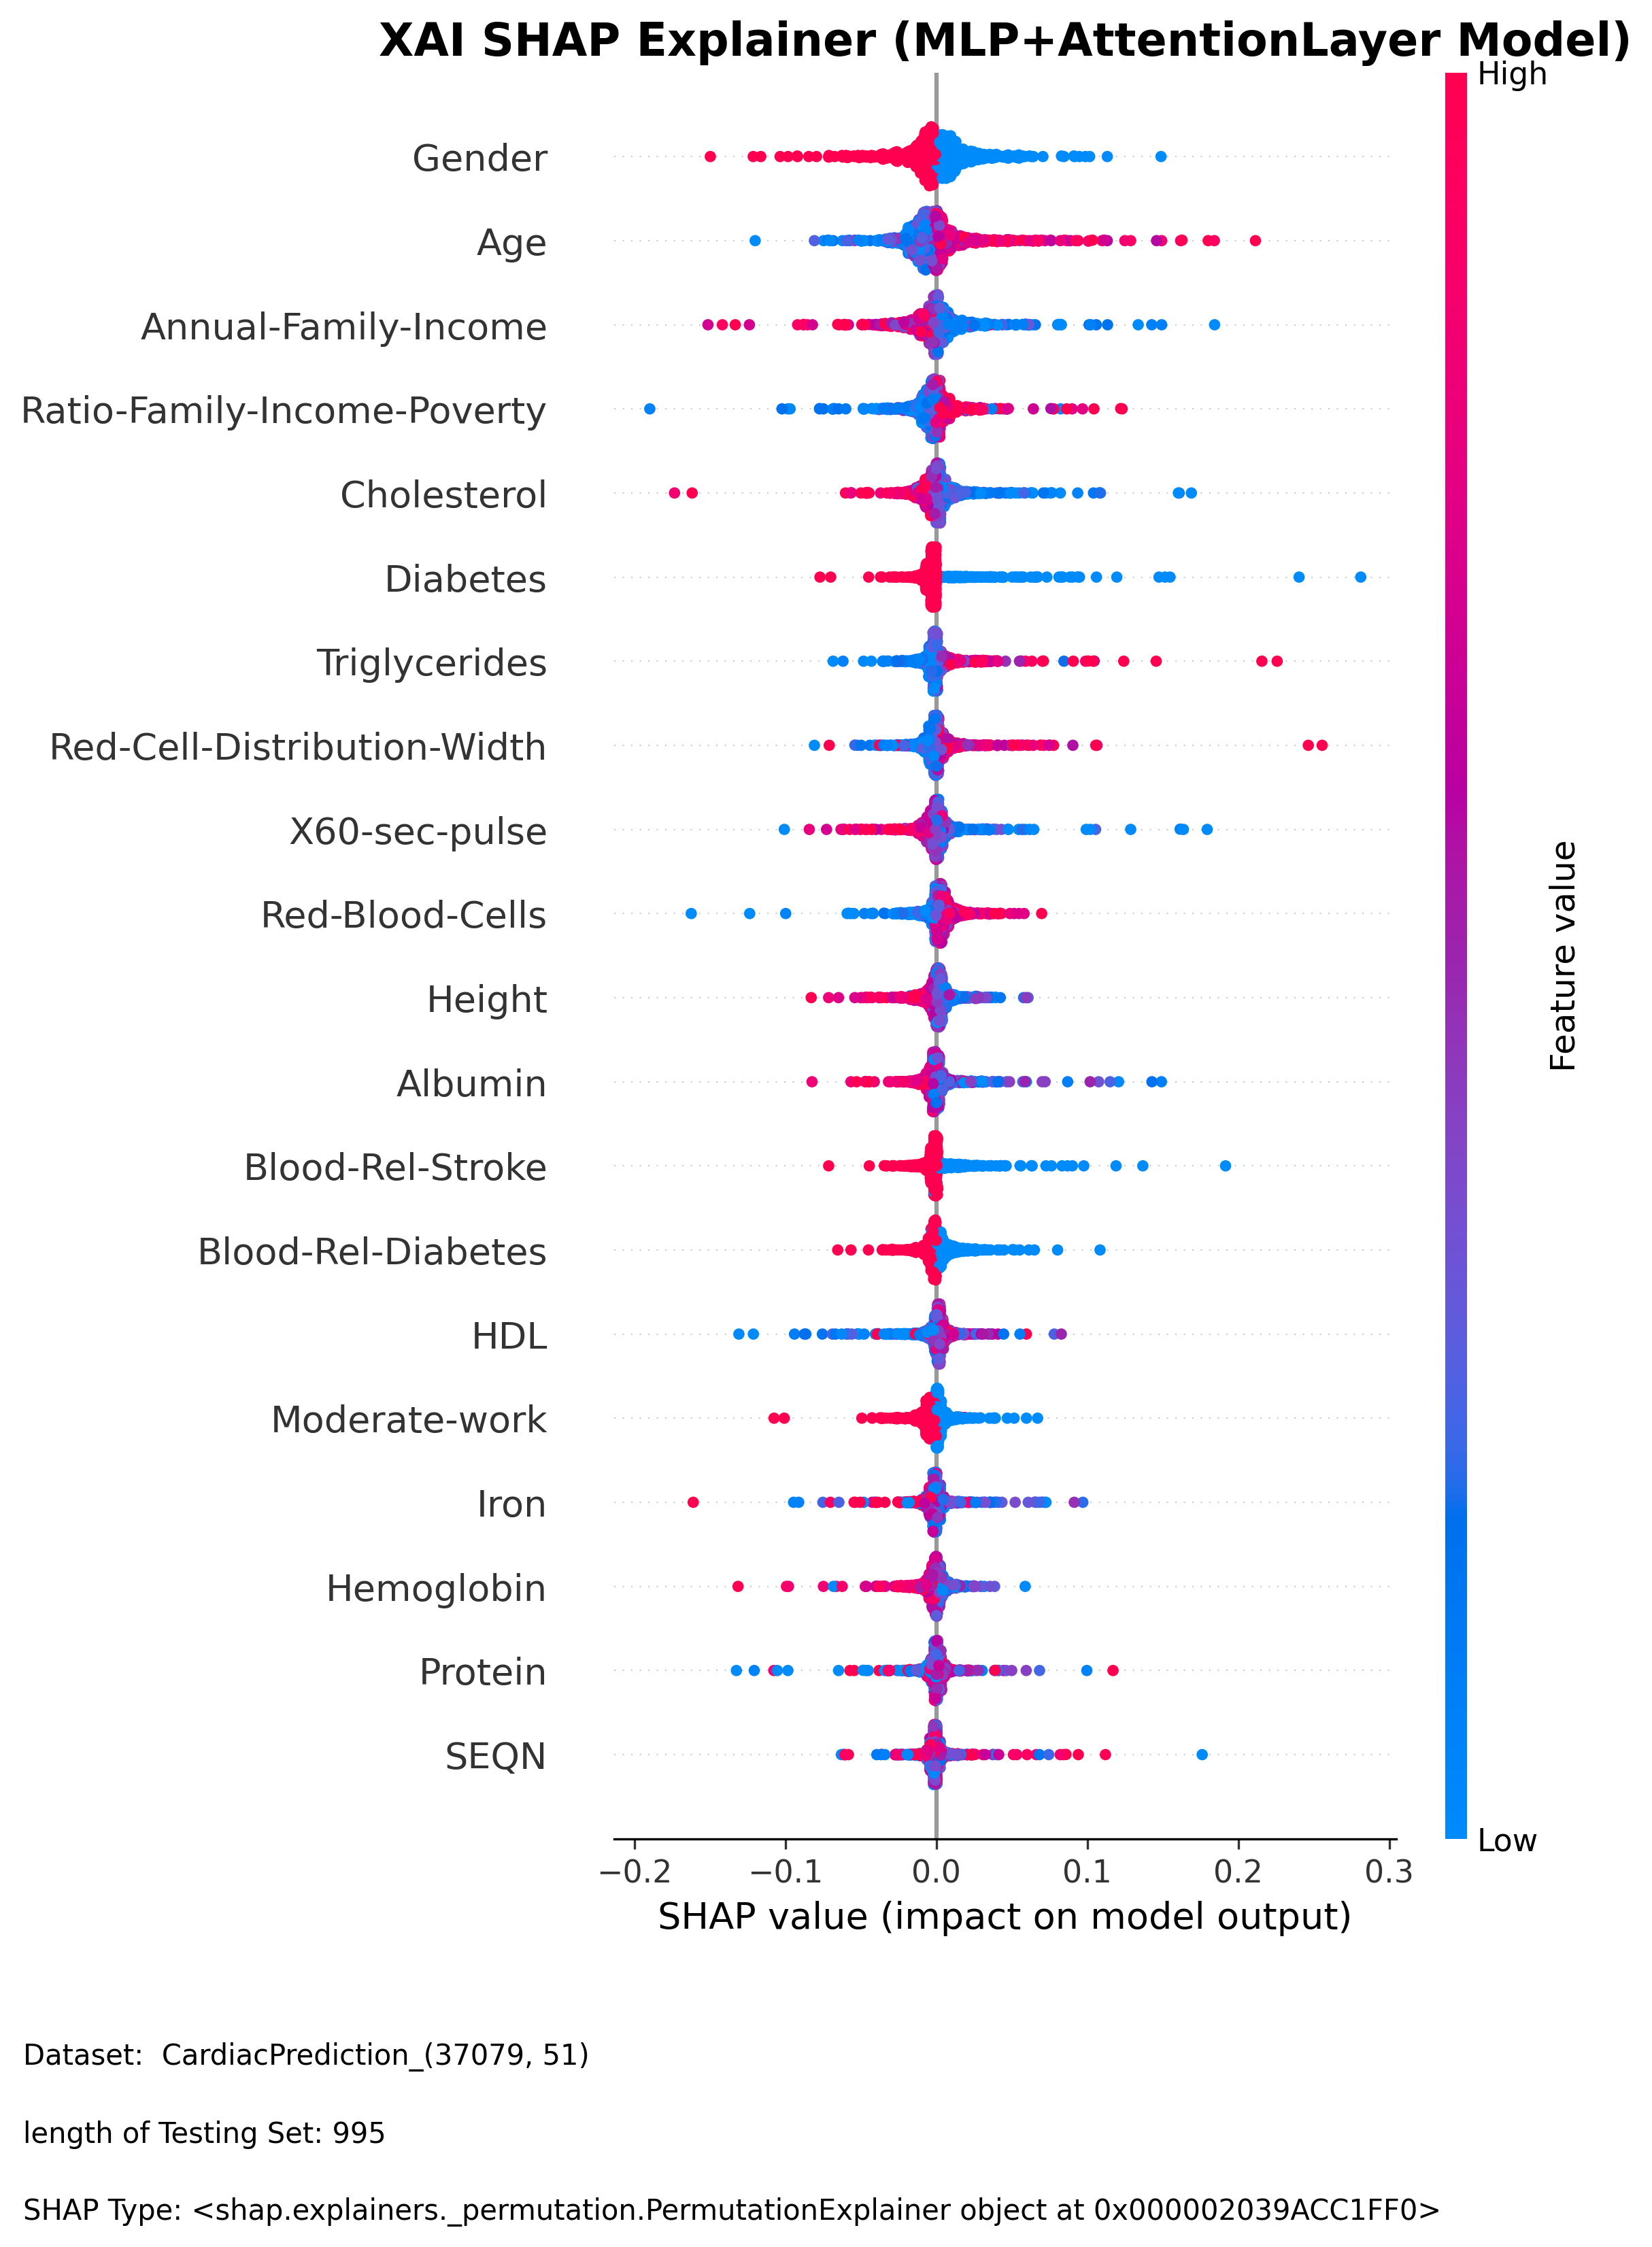 XAI SHAP Explainer (MLP+AttentionLayer Model)
High
Gender
Age
Annual-Family-Income
Ratio-Family-Income-Poverty
Cholesterol
Diabetes
Triglycerides
Red-Cell-Distribution-Width
X60-sec-pulse
Red-Blood-Cells
Height
Albumin
Blood-Rel-Stroke
Blood-Rel-Diabetes
HDL
Moderate-work
Iron
Hemoglobin
Protein
SEQN
Feature value
Low
−0.2 −0.1 0.0 0.1 0.2 0.3
SHAP value (impact on model output)
Dataset:  CardiacPrediction_(37079, 51)
length of Testing Set: 995
SHAP Type: <shap.explainers._permutation.PermutationExplainer object at 0x000002039ACC1FF0>